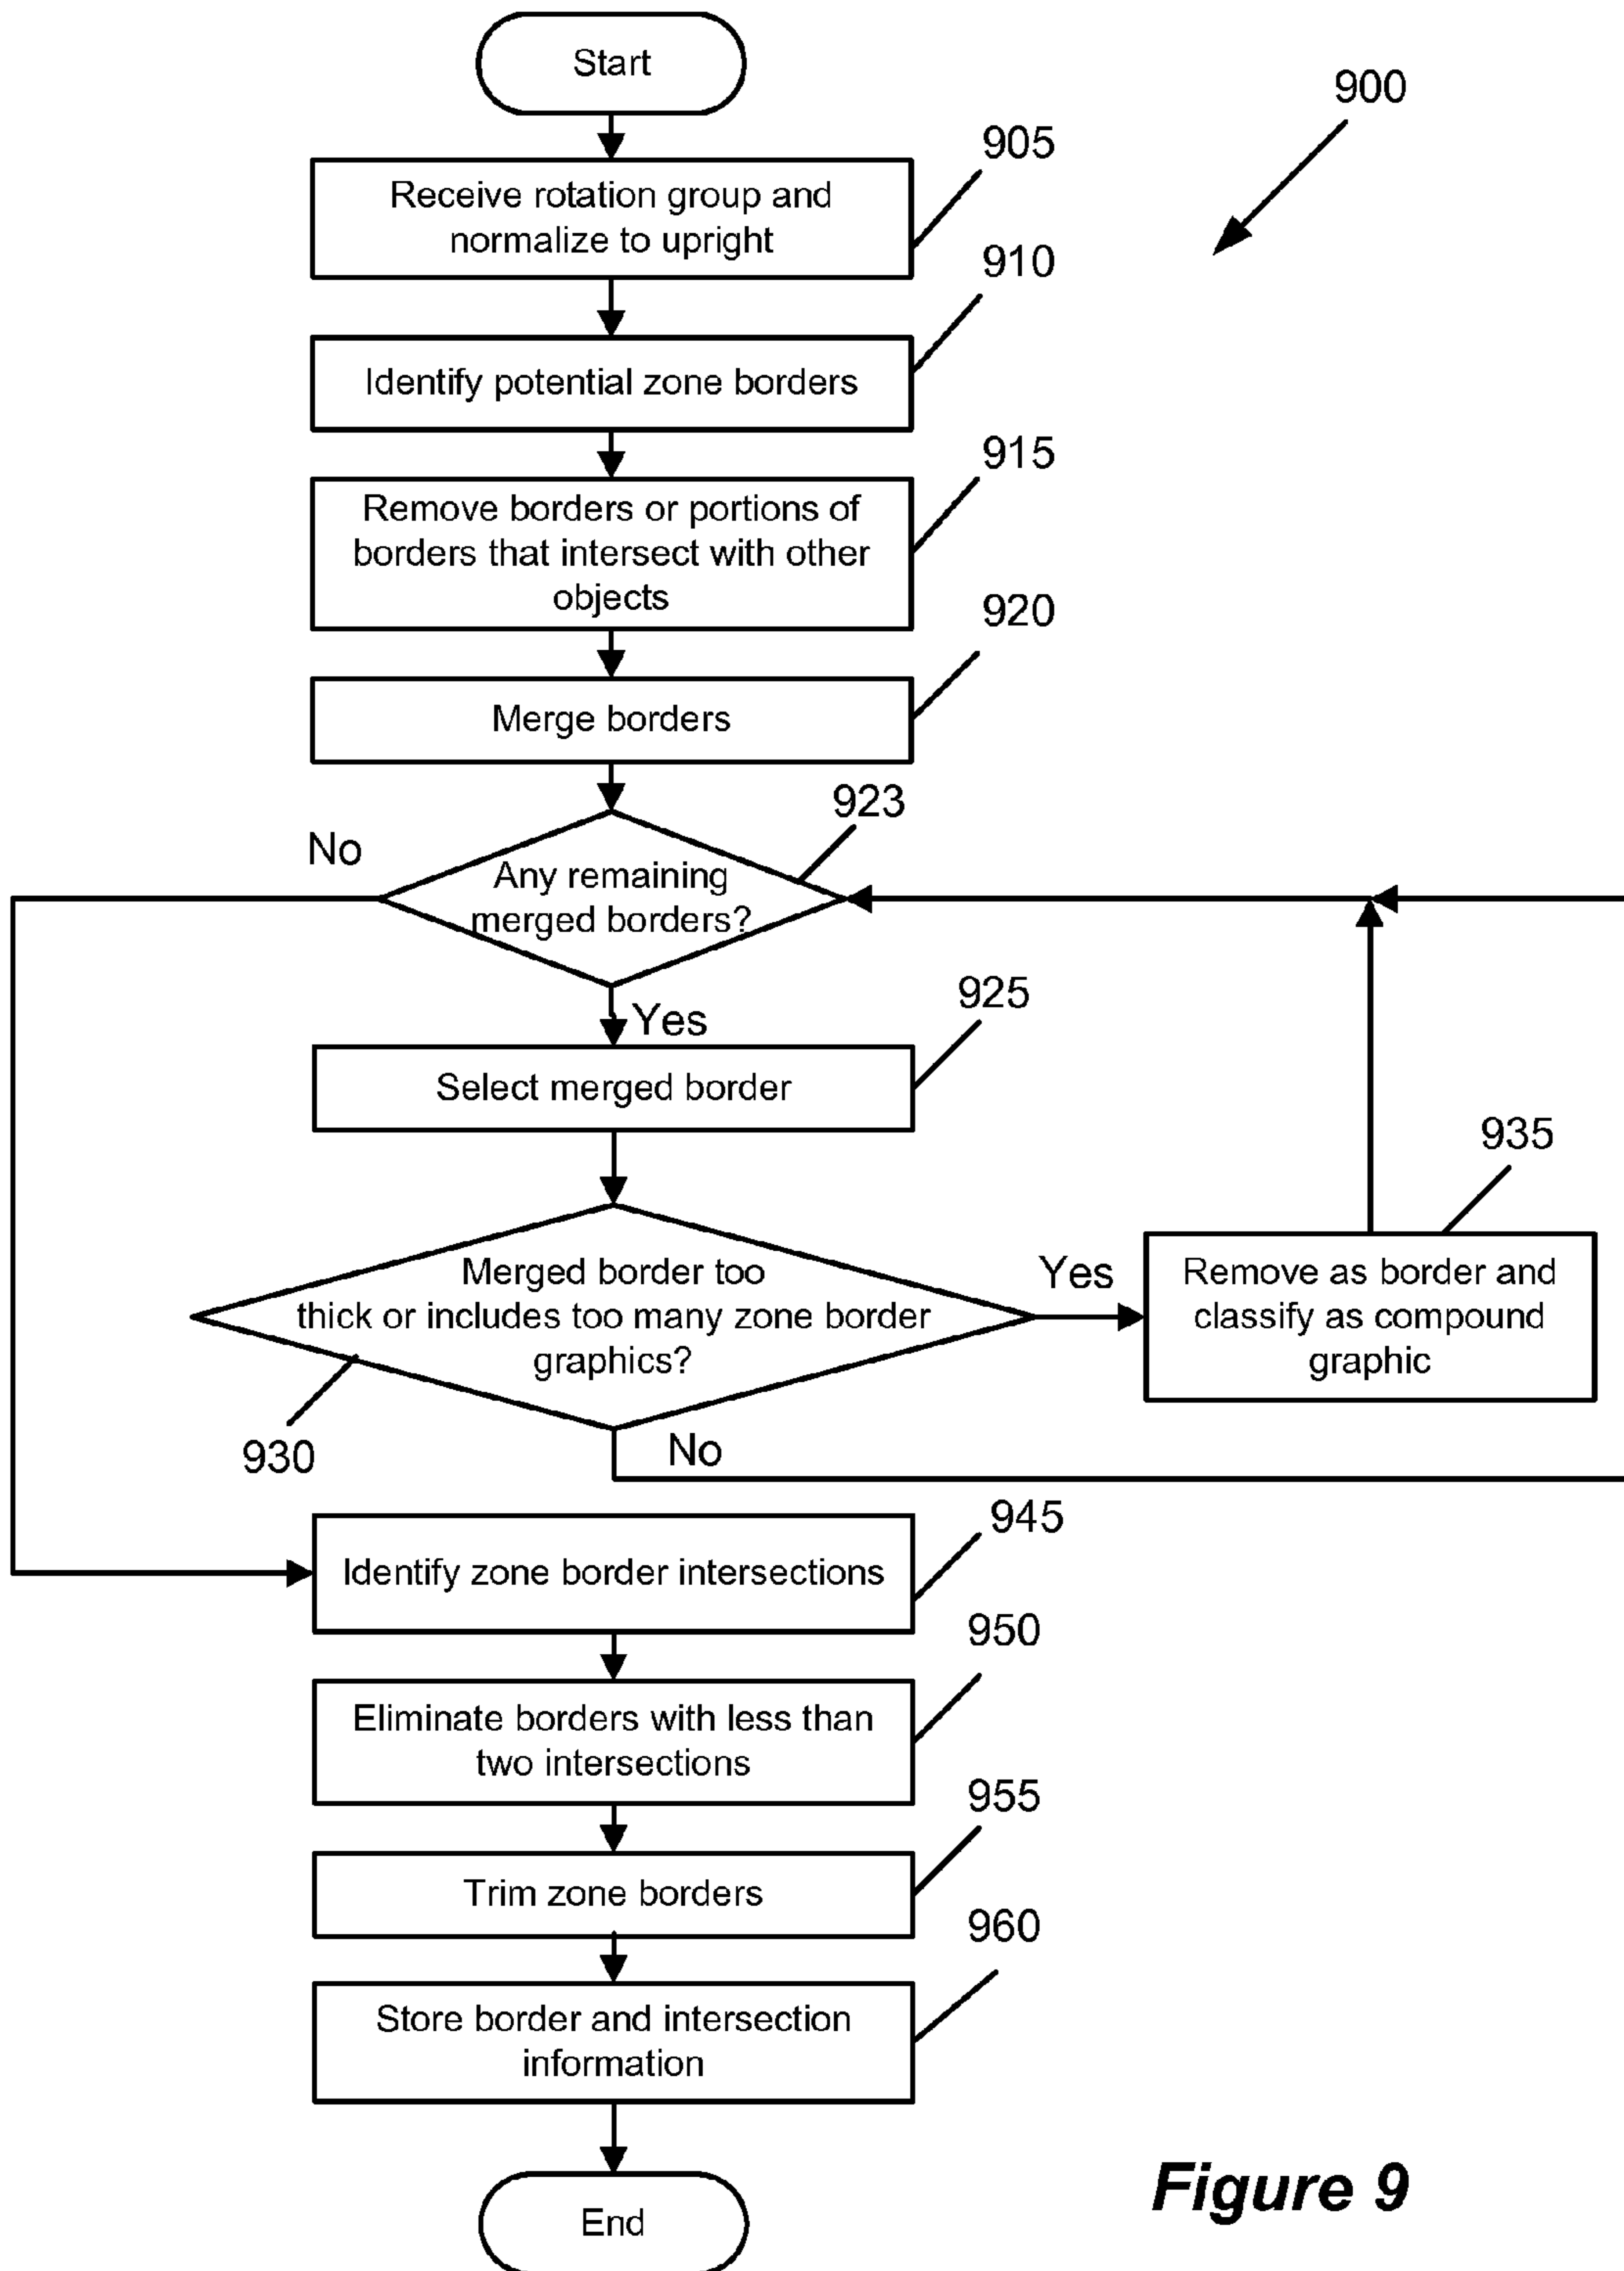 Start
900
905
Receive rotation group and
normalize to upright
910
Identify potential zone borders
915
Remove borders or portions of
borders that intersect with other
objects
920
Merge borders
923
No
Any remaining
merged borders?
Yes
925
Select merged border
935
Merged border too
thick or includes too many zone border
graphics?
Yes
Remove as border and
classify as compound
graphic
930
No
945
Identify zone border intersections
950
Eliminate borders with less than
two intersections
955
Trim zone borders
960
Store border and intersection
information
End
Figure 9